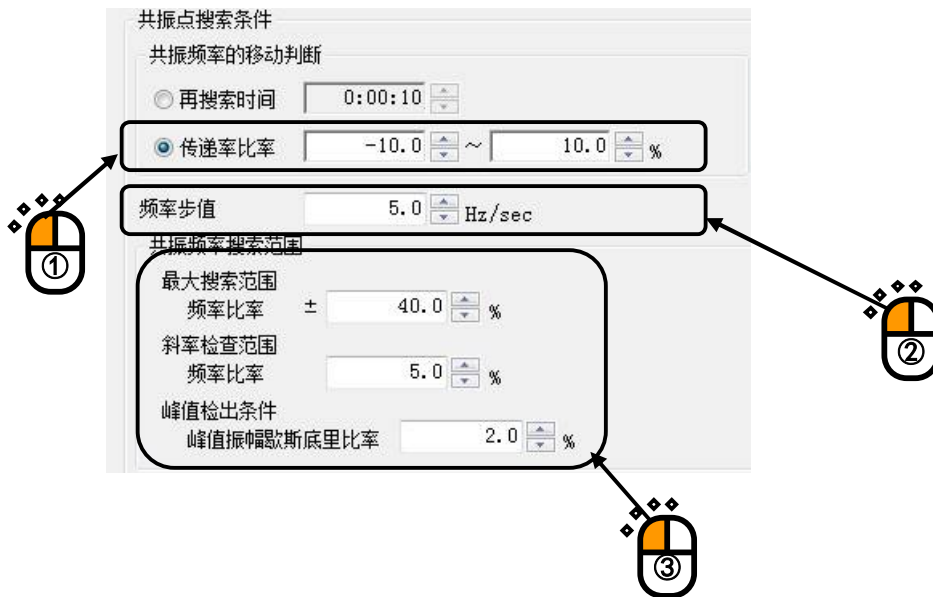 共振点搜索条件
共振频率的移动判断
再搜索时间 0:00:10
传递率比率 -10.0 ~ 10.0 %
①
频率步值 5.0 Hz/sec
②
共振频率搜索范围
最大搜索范围
频率比率 ± 40.0 %
斜率检查范围
频率比率 5.0 %
峰值检出条件
峰值振幅歇斯底里比率 2.0 %
③